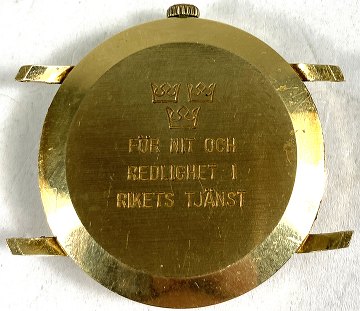 FÖR NIT OCH
REDLIGHET I
RIKETS TJÄNST